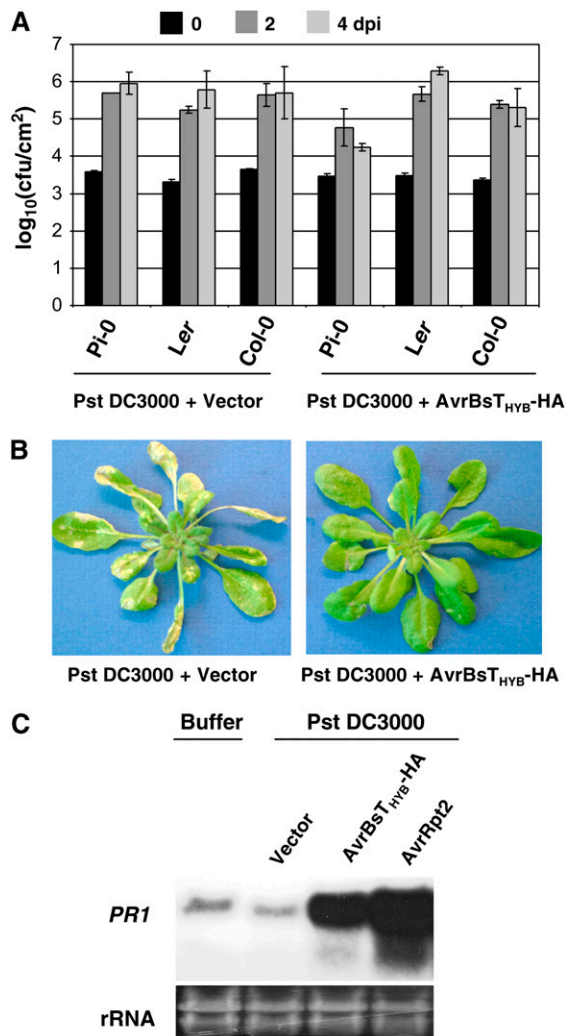 A
0 2 4 dpi
log10(cfu/cm2)
7
6
5
4
3
2
1
0
Pi-0 Ler Col-0 Pi-0 Ler Col-0
Pst DC3000 + Vector Pst DC3000 + AvrBsTHYB-HA
B
Pst DC3000 + Vector Pst DC3000 + AvrBsTHYB-HA
C
Buffer Pst DC3000
Vector AvrBsTHYB-HA AvrRpt2
PR1
rRNA